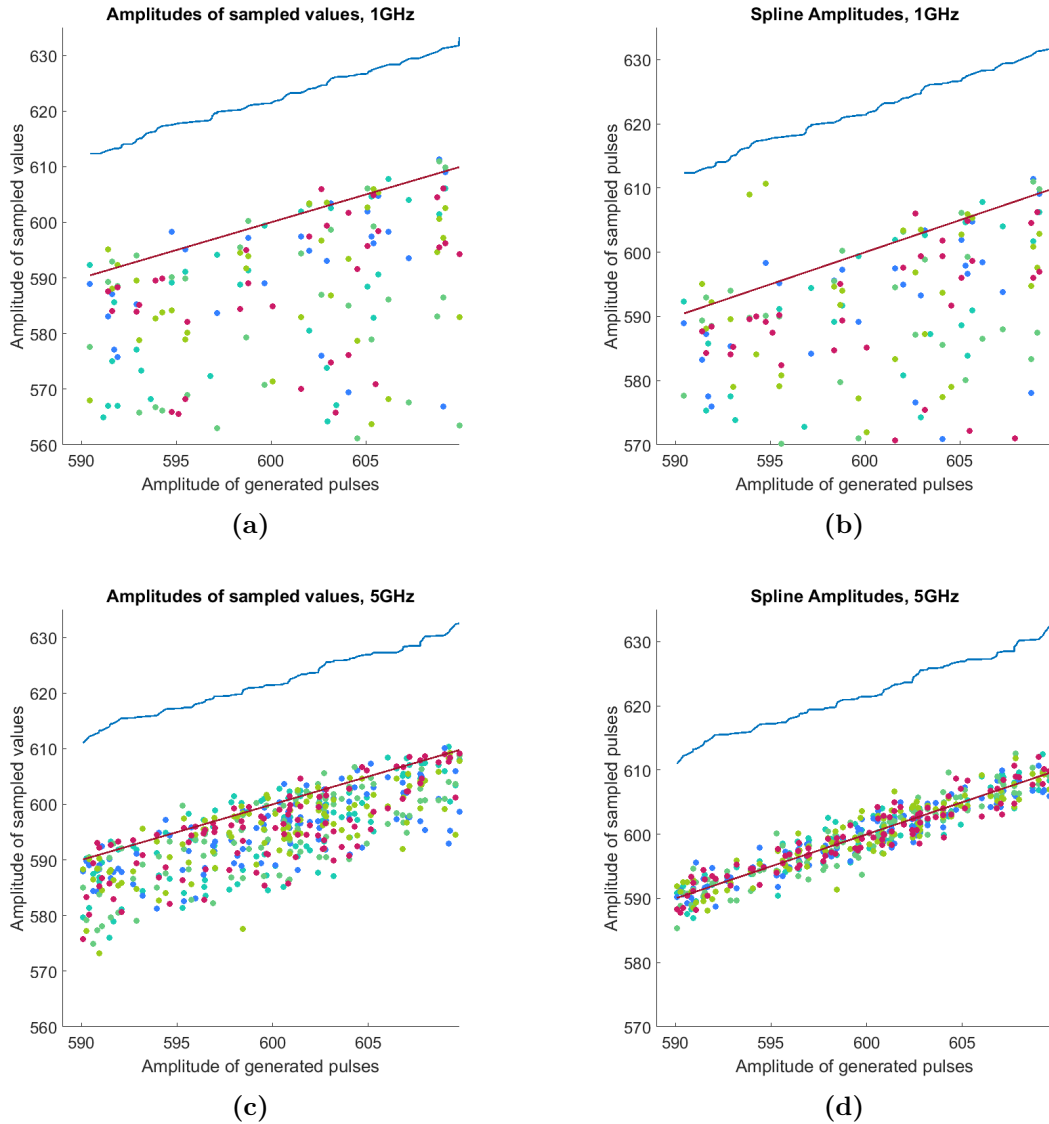 Amplitudes of sampled values, 1GHz
Amplitude of sampled values
630
620
610
600
590
580
570
560
590
595
600
605
Amplitude of generated pulses
(a)
Spline Amplitudes, 1GHz
Amplitude of sampled pulses
630
620
610
600
590
580
570
590
595
600
605
Amplitude of generated pulses
(b)
Amplitudes of sampled values, 5GHz
Amplitude of sampled values
630
620
610
600
590
580
570
560
590
595
600
605
Amplitude of generated pulses
(c)
Spline Amplitudes, 5GHz
Amplitude of sampled pulses
630
620
610
600
590
580
570
590
595
600
605
Amplitude of generated pulses
(d)